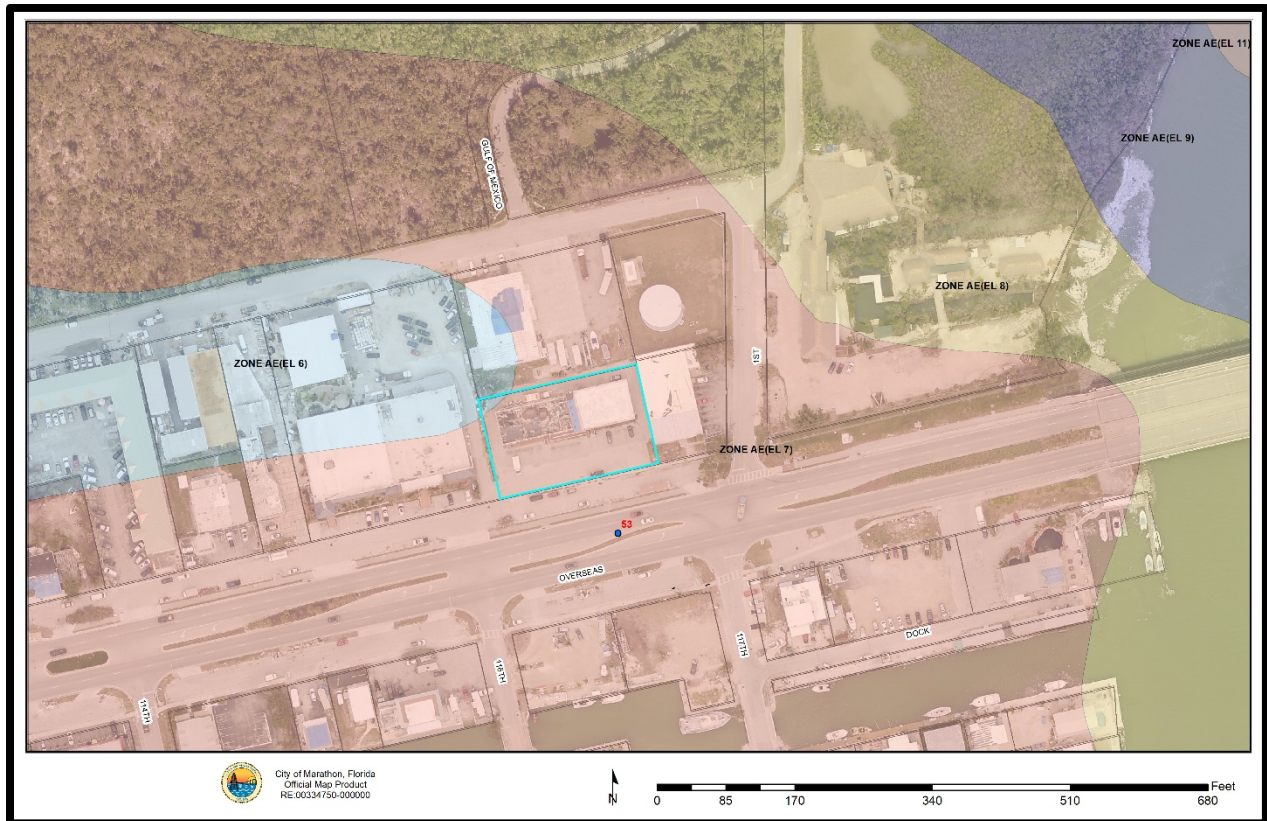 ZONE AE(EL 11)
ZONE AE(EL 9)
GULF OF MEXICO
ZONE AE(EL 8)
1ST
ZONE AE(EL 6)
ZONE AE(EL 7)
53
OVERSEAS
DOCK
117TH
116TH
114TH
City of Marathon, Florida
Official Map Product
RE:00334750-000000
N
Feet
0 85 170 340 510 680